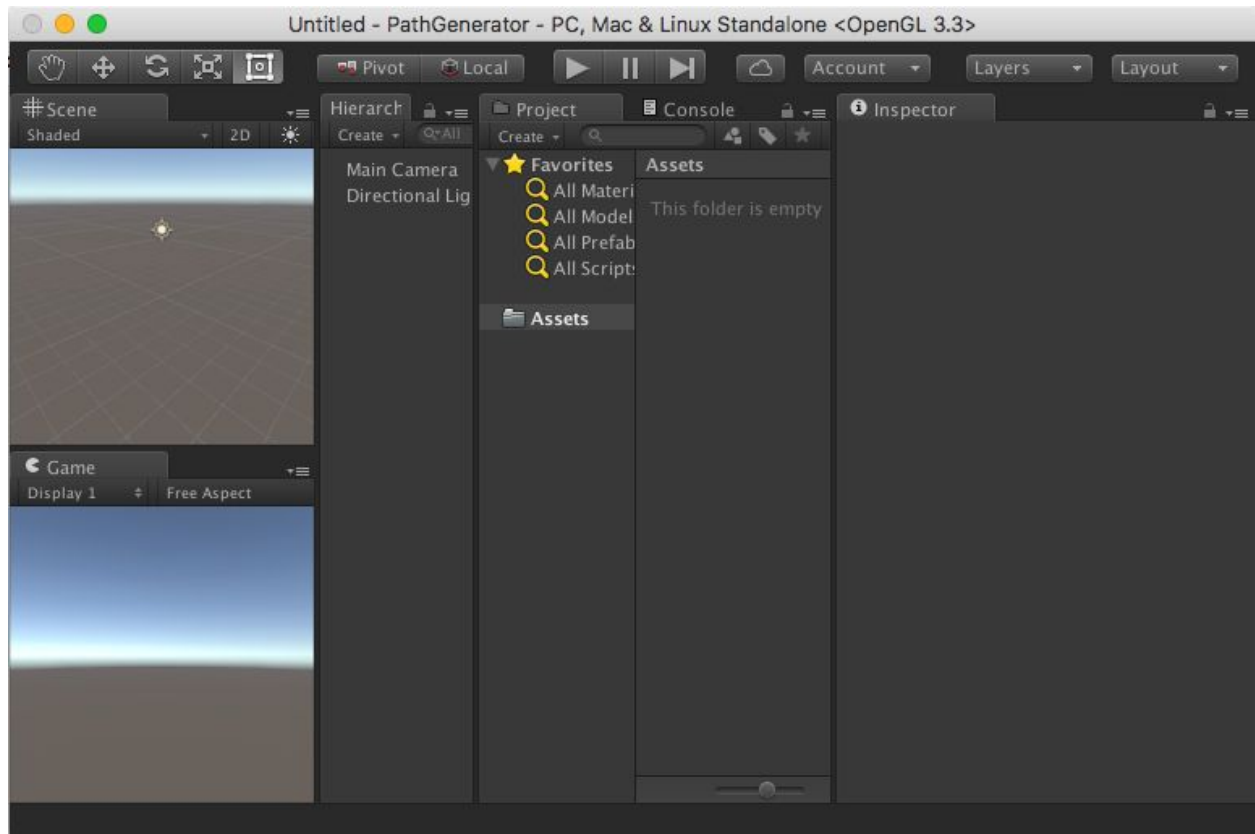 Untitled - PathGenerator - PC, Mac & Linux Standalone <OpenGL 3.3>
Pivot Local Account Layers Layout
Scene
Shaded 2D
Hierarch
Create All
Main Camera
Directional Lig
Project Console
Create
Favorites
All Materi
All Model
All Prefab
All Scripts
Assets
Assets
This folder is empty
Inspector
Game
Display 1 Free Aspect